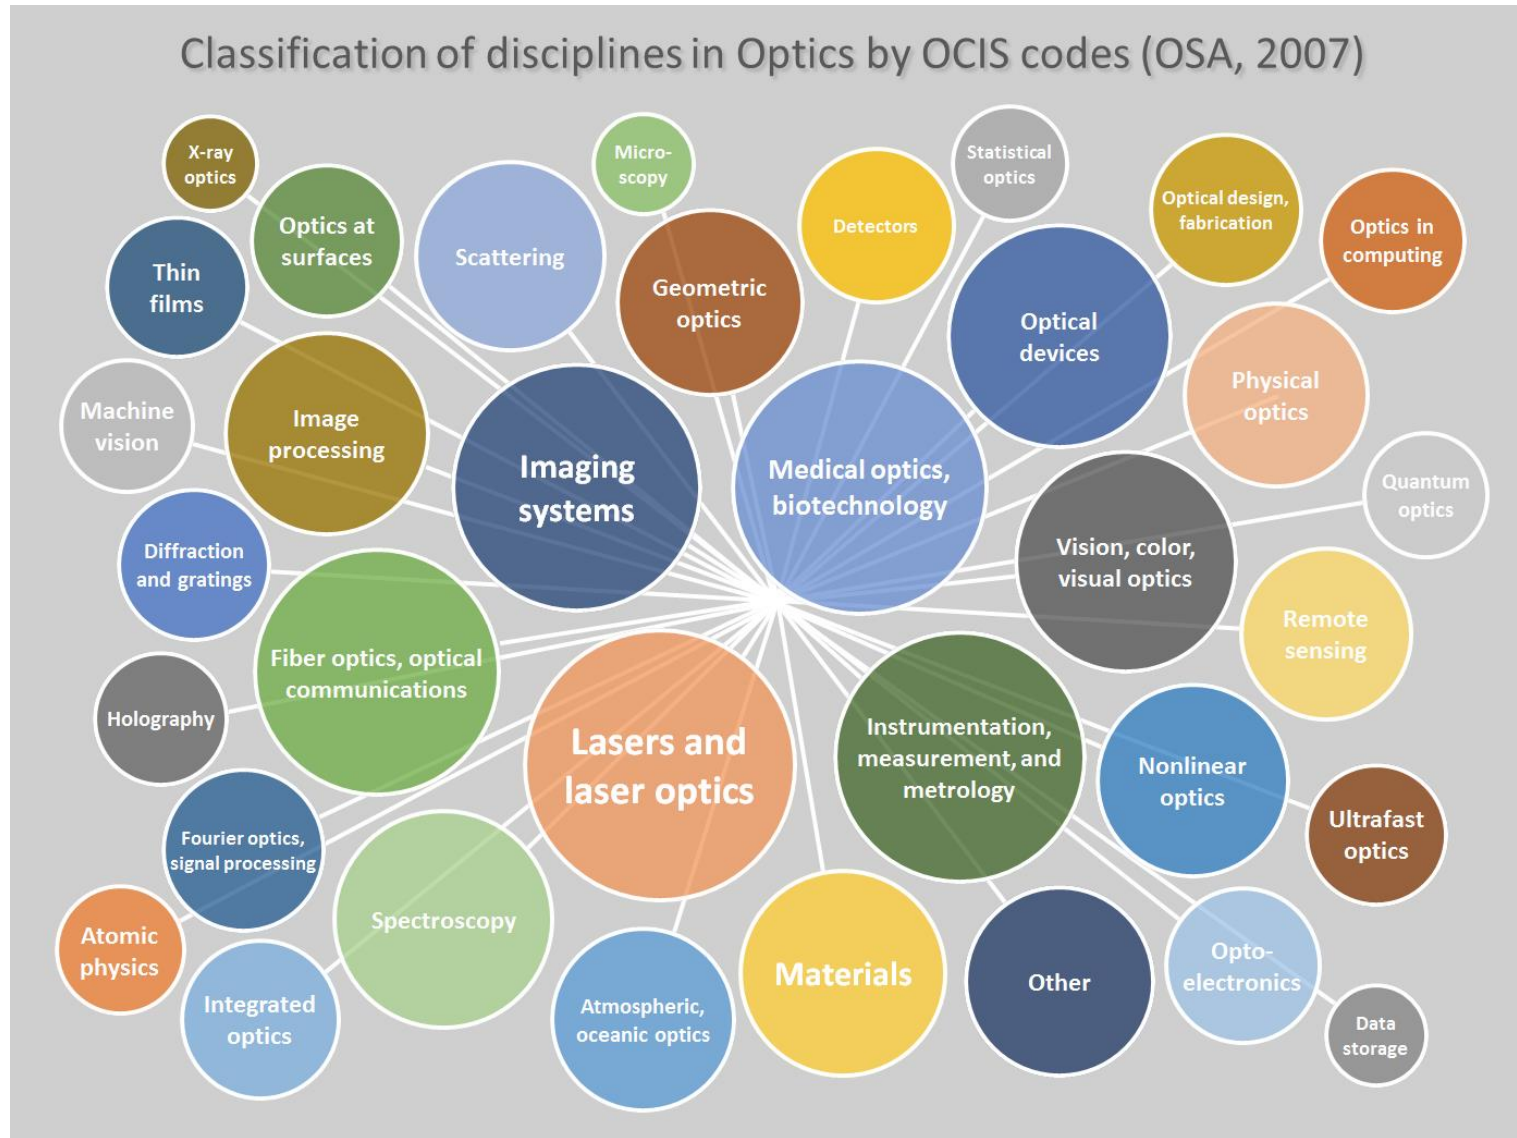 Classification of disciplines in Optics by OCIS codes (OSA, 2007)
X-ray
optics
Optics at
surfaces
Scattering
Micro-
scopy
Geometric
optics
Detectors
Statistical
optics
Optical design,
fabrication
Optics in
computing
Thin
films
Optical
devices
Physical
optics
Machine
vision
Image
processing
Imaging
systems
Medical optics,
biotechnology
Vision, color,
visual optics
Quantum
optics
Diffraction
and gratings
Fiber optics, optical
communications
Remote
sensing
Holography
Lasers and
laser optics
Instrumentation,
measurement, and
metrology
Nonlinear
optics
Ultrafast
optics
Fourier optics,
signal processing
Spectroscopy
Atomic
physics
Integrated
optics
Atmospheric,
oceanic optics
Materials
Other
Opto-
electronics
Data
storage